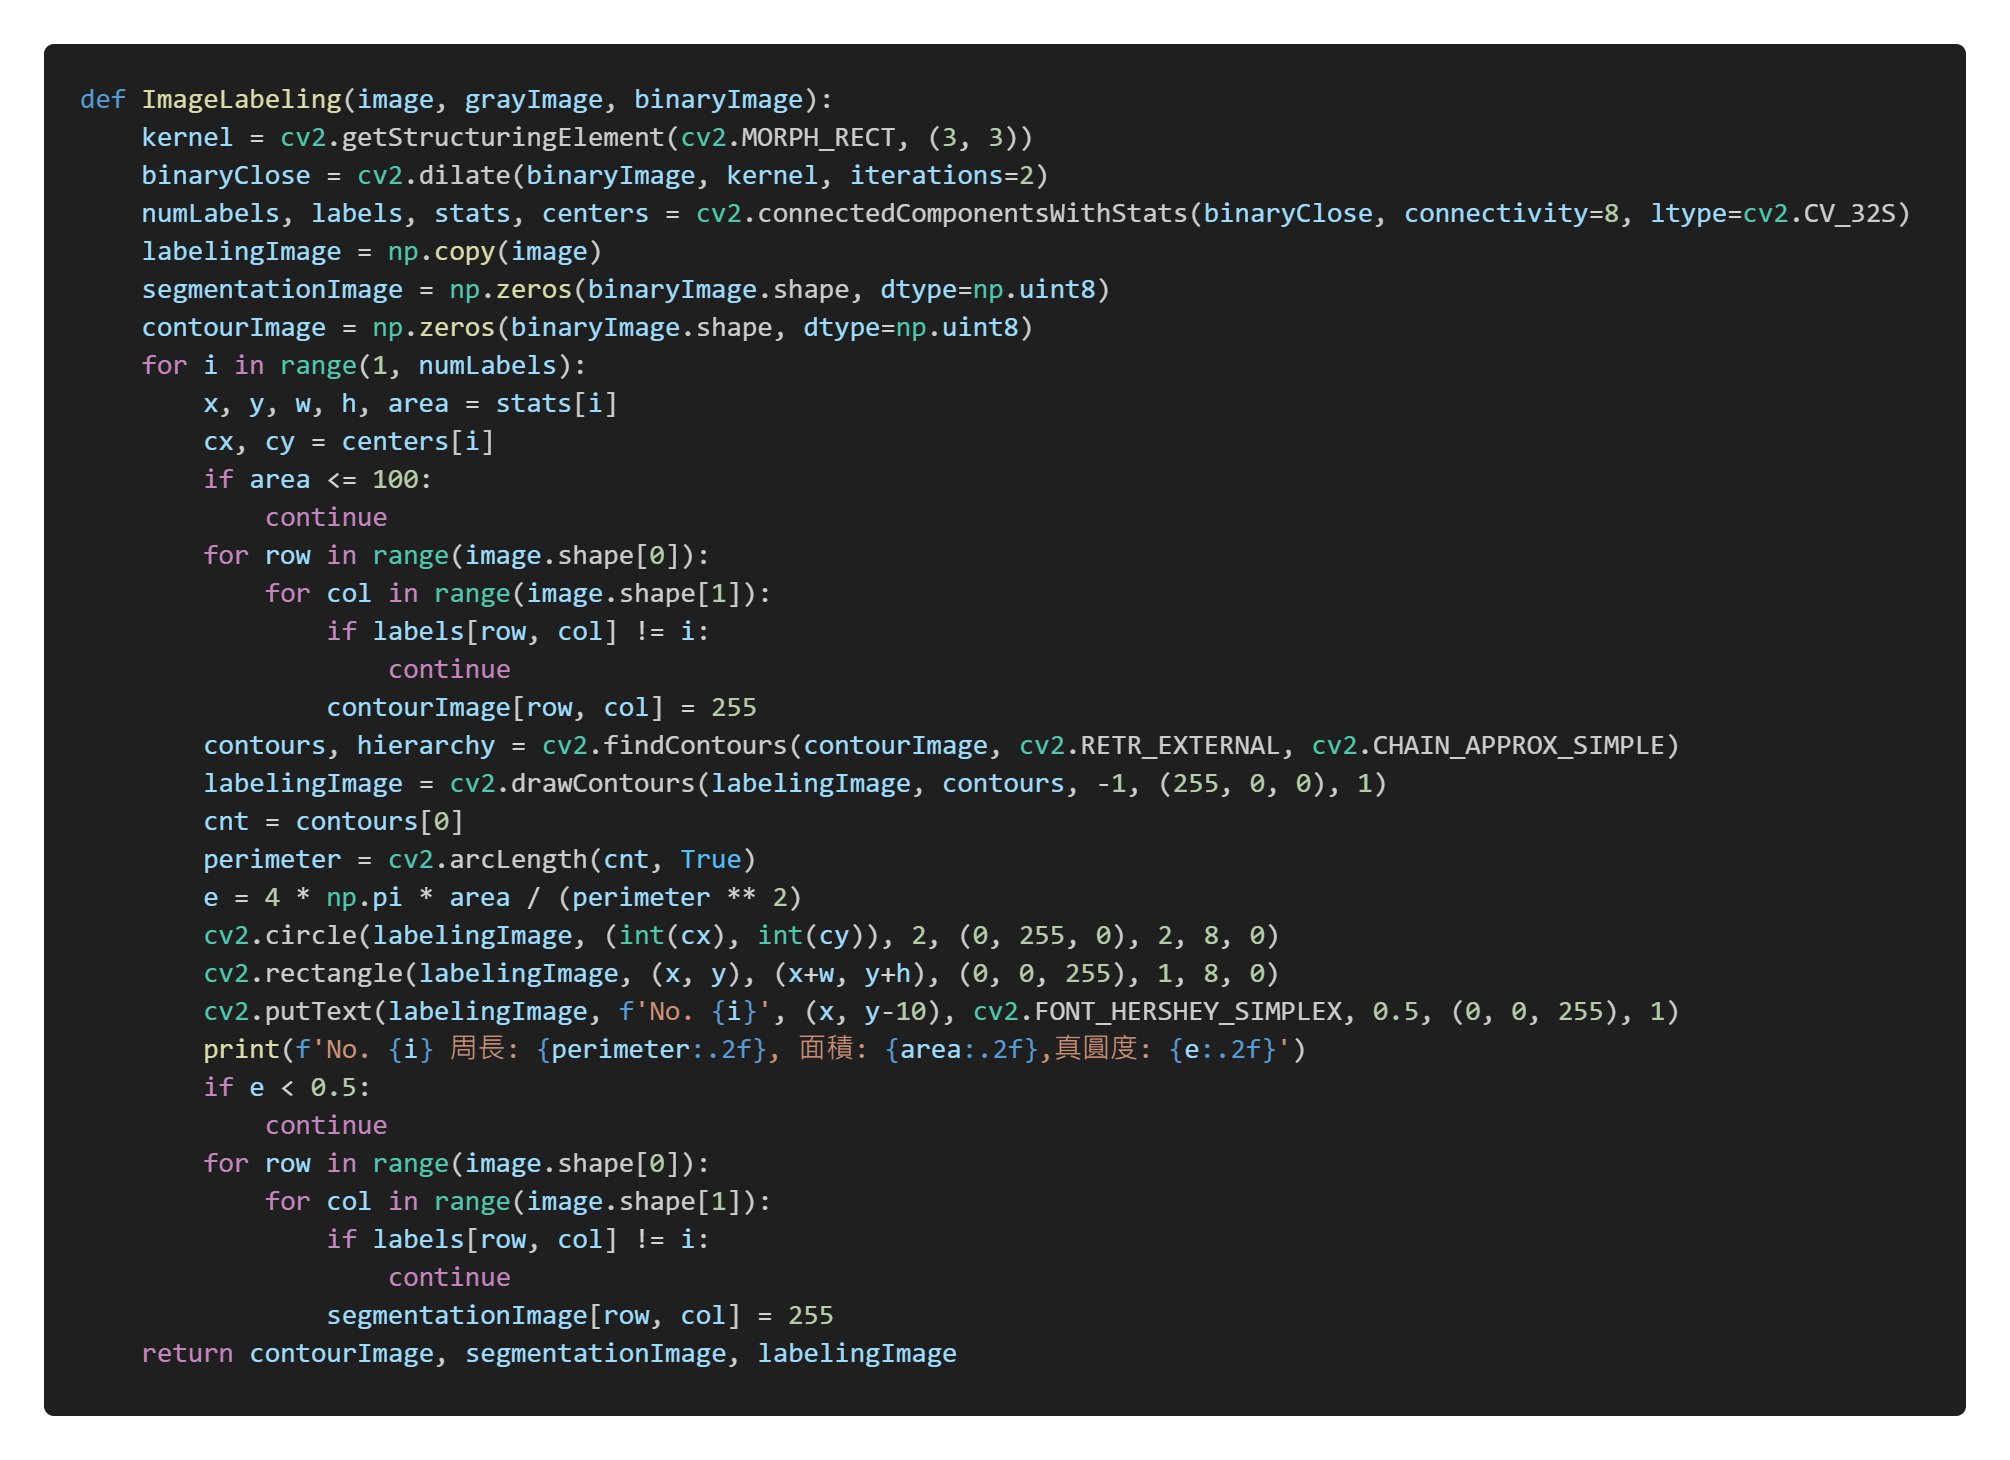 def ImageLabeling(image, grayImage, binaryImage):
    kernel = cv2.getStructuringElement(cv2.MORPH_RECT, (3, 3))
    binaryClose = cv2.dilate(binaryImage, kernel, iterations=2)
    numLabels, labels, stats, centers = cv2.connectedComponentsWithStats(binaryClose, connectivity=8, ltype=cv2.CV_32S)
    labelingImage = np.copy(image)
    segmentationImage = np.zeros(binaryImage.shape, dtype=np.uint8)
    contourImage = np.zeros(binaryImage.shape, dtype=np.uint8)
    for i in range(1, numLabels):
        x, y, w, h, area = stats[i]
        cx, cy = centers[i]
        if area <= 100:
            continue
        for row in range(image.shape[0]):
            for col in range(image.shape[1]):
                if labels[row, col] != i:
                    continue
                contourImage[row, col] = 255
        contours, hierarchy = cv2.findContours(contourImage, cv2.RETR_EXTERNAL, cv2.CHAIN_APPROX_SIMPLE)
        labelingImage = cv2.drawContours(labelingImage, contours, -1, (255, 0, 0), 1)
        cnt = contours[0]
        perimeter = cv2.arcLength(cnt, True)
        e = 4 * np.pi * area / (perimeter ** 2)
        cv2.circle(labelingImage, (int(cx), int(cy)), 2, (0, 255, 0), 2, 8, 0)
        cv2.rectangle(labelingImage, (x, y), (x+w, y+h), (0, 0, 255), 1, 8, 0)
        cv2.putText(labelingImage, f'No. {i}', (x, y-10), cv2.FONT_HERSHEY_SIMPLEX, 0.5, (0, 0, 255), 1)
        print(f'No. {i} 周長: {perimeter:.2f}, 面積: {area:.2f},真圓度: {e:.2f}')
        if e < 0.5:
            continue
        for row in range(image.shape[0]):
            for col in range(image.shape[1]):
                if labels[row, col] != i:
                    continue
                segmentationImage[row, col] = 255
    return contourImage, segmentationImage, labelingImage